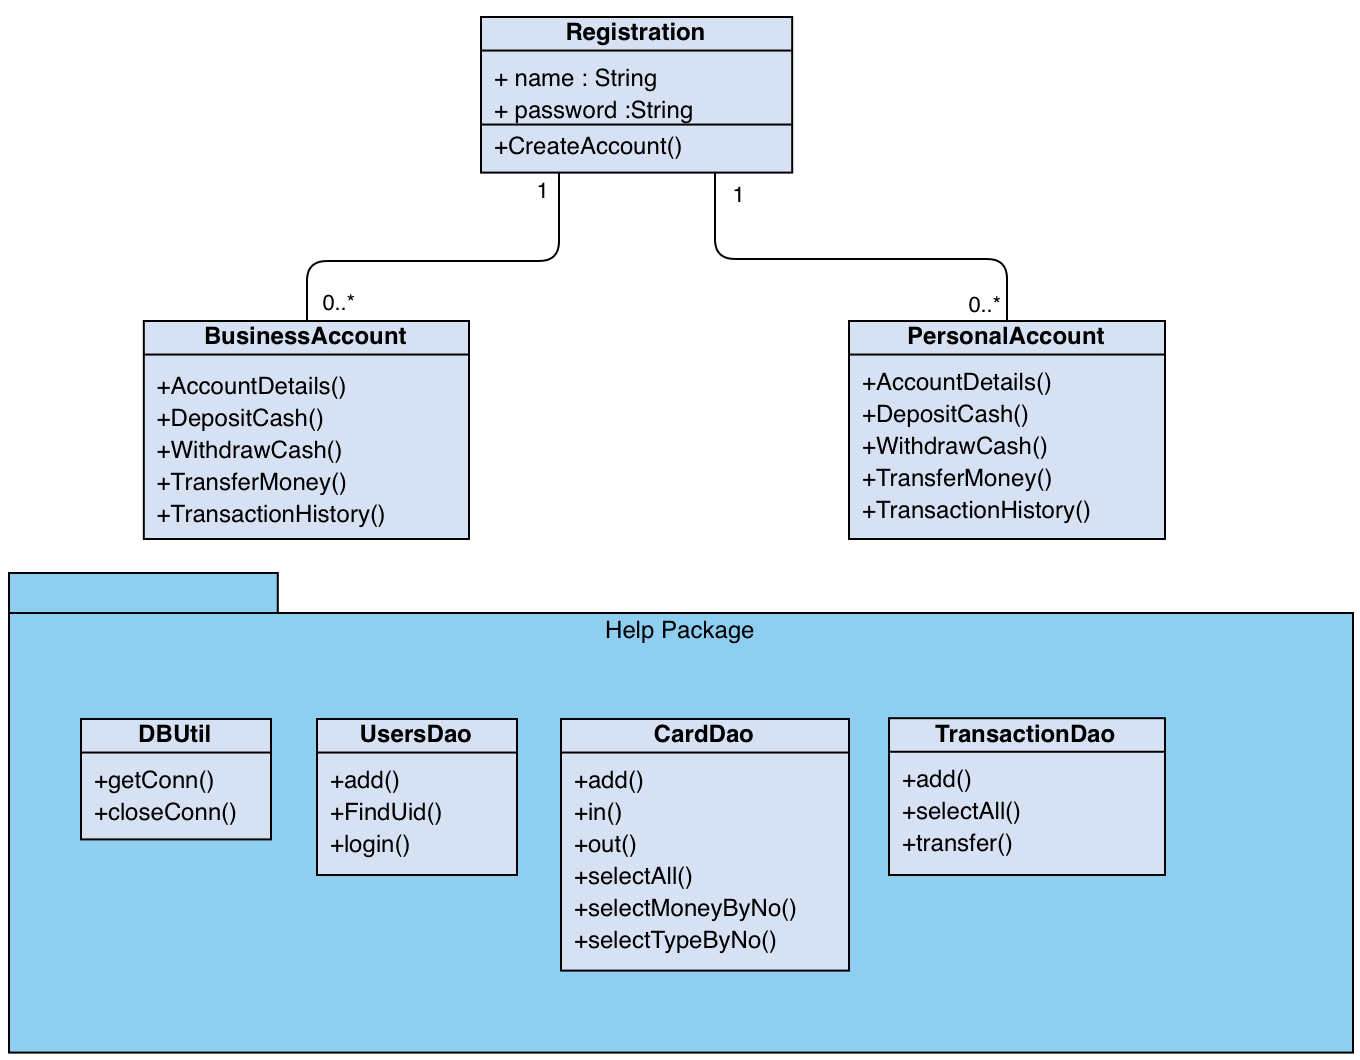 Registration
+ name : String
+ password :String
+CreateAccount()
1
1
0..*
0..*
BusinessAccount
+AccountDetails()
+DepositCash()
+WithdrawCash()
+TransferMoney()
+TransactionHistory()
PersonalAccount
+AccountDetails()
+DepositCash()
+WithdrawCash()
+TransferMoney()
+TransactionHistory()
Help Package
DBUtil
+getConn()
+closeConn()
UsersDao
+add()
+FindUid()
+login()
CardDao
+add()
+in()
+out()
+selectAll()
+selectMoneyByNo()
+selectTypeByNo()
TransactionDao
+add()
+selectAll()
+transfer()